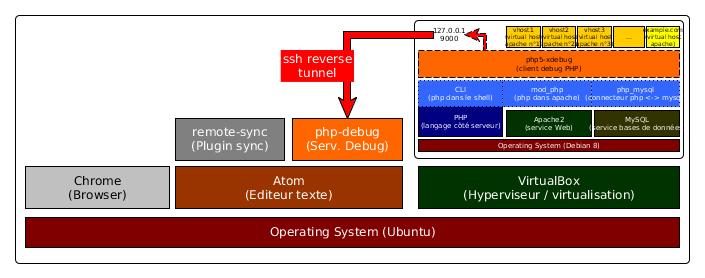 127.0.0.1
9000
vhost1
(virtual host
apache n°1)
vhost2
(virtual host
apache n°2)
vhost3
(virtual host
apache n°3)
...
example.com
(virtual host
apache)
ssh reverse
tunnel
php5-xdebug
(client debug PHP)
CLI
(php dans le shell)
mod_php
(php dans apache)
php_mysql
(connecteur php <-> mysql
PHP
(langage côté serveur)
Apache2
(service Web)
MySQL
(service bases de données
Operating System (Debian 8)
remote-sync
(Plugin sync)
php-debug
(Serv. Debug)
Chrome
(Browser)
Atom
(Editeur texte)
VirtualBox
(Hyperviseur / virtualisation)
Operating System (Ubuntu)